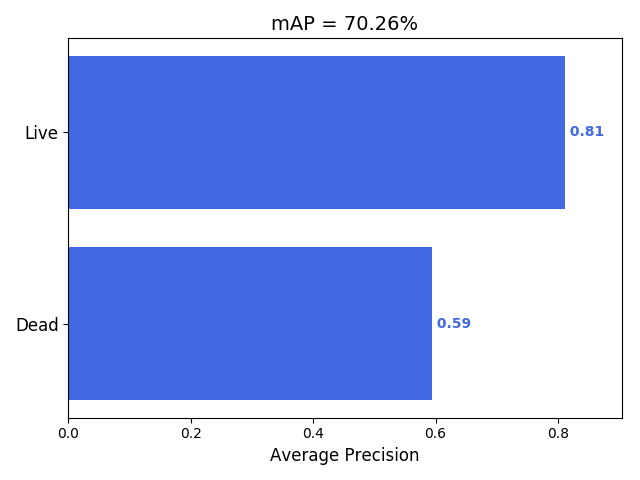 mAP = 70.26%
Live
0.81
Dead
0.59
0.0 0.2 0.4 0.6 0.8
Average Precision